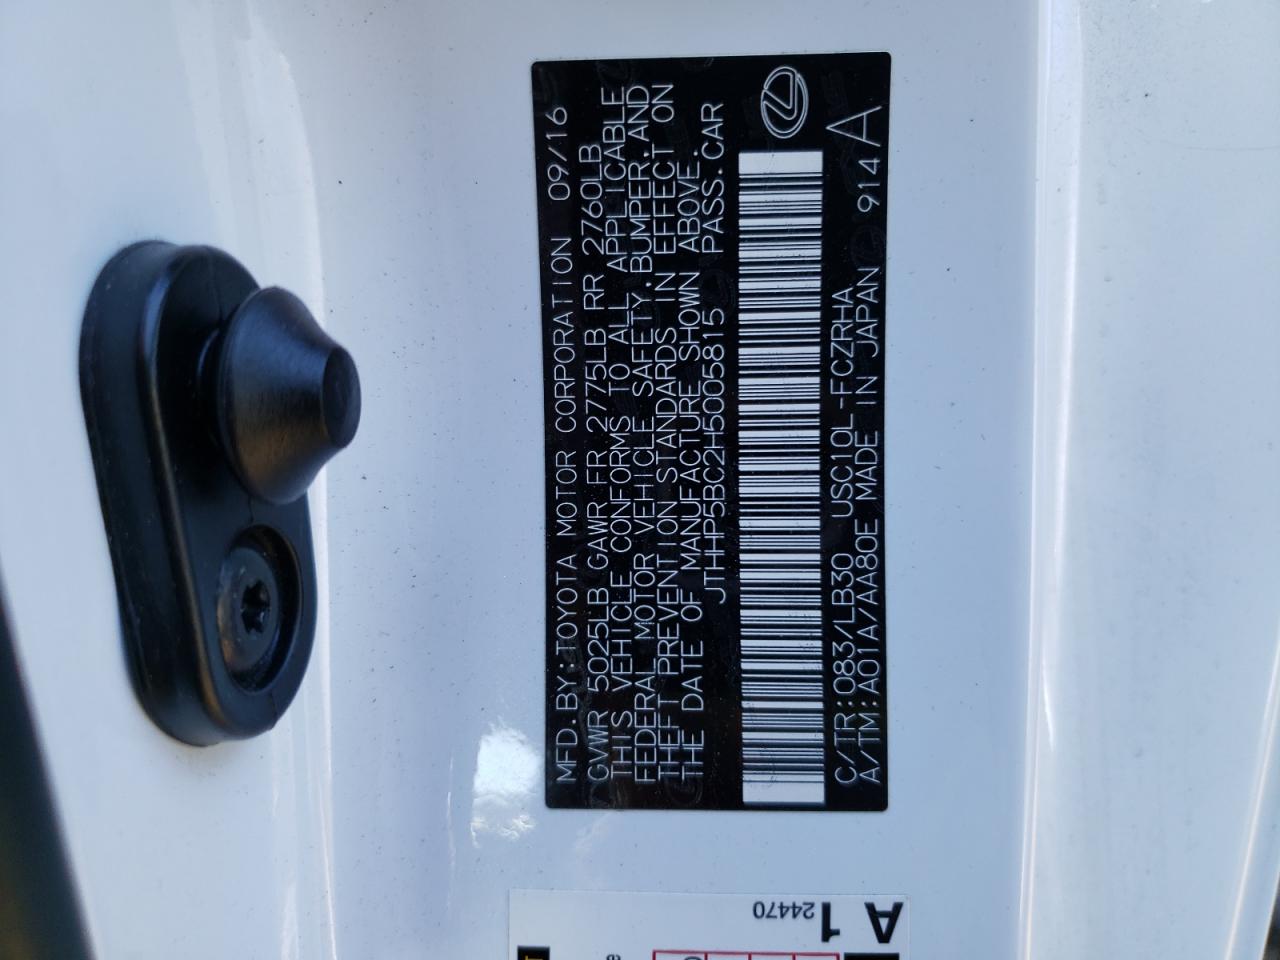 MFD.BY:TOYOTA MOTOR CORPORATION 09/16
GVWR 5025LB GAWR FR 2775LB RR 2760LB
THIS VEHICLE CONFORMS TO ALL APPLICABLE
FEDERAL MOTOR VEHICLE SAFETY,BUMPER,AND
THEFT PREVENTION STANDARDS IN EFFECT ON
THE DATE OF MANUFACTURE SHOWN ABOVE.
JTHHP5BC2H5005815 PASS.CAR
C/TR:083/LB30 USC10L-FCZRHA
A/TM:A01A/AA80E MADE IN JAPAN 914 A
A 1
24470